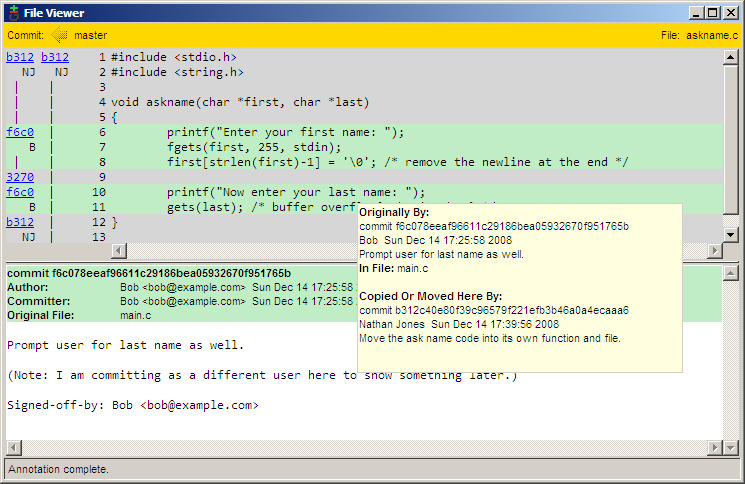 File Viewer
Commit: master File: askname.c
b312 b312 1 #include <stdio.h>
NJ NJ 2 #include <string.h>
| | 3
| | 4 void askname(char *first, char *last)
| | 5 {
f6c0 | 6 printf("Enter your first name: ");
B | 7 fgets(first, 255, stdin);
| | 8 first[strlen(first)-1] = '\0'; /* remove the newline at the end */
3270 | 9
f6c0 | 10 printf("Now enter your last name: ");
B | 11 gets(last); /* buffer
b312 | 12 }
NJ | 13
Originally By:
commit f6c078eeaf96611c29186bea05932670f951765b
Bob Sun Dec 14 17:25:58 2008
Prompt user for last name as well.
In File: main.c
Copied Or Moved Here By:
commit b312c40e80f39c96579f221efb3b46a0a4ecaaa6
Nathan Jones Sun Dec 14 17:39:56 2008
Move the ask name code into its own function and file.
commit f6c078eeaf96611c29186bea05932670f951765b
Author: Bob <bob@example.com> Sun Dec 14 17:25:58
Committer: Bob <bob@example.com> Sun Dec 14 17:25:58
Original File: main.c
Prompt user for last name as well.
(Note: I am committing as a different user here to show something later.)
Signed-off-by: Bob <bob@example.com>
Annotation complete.